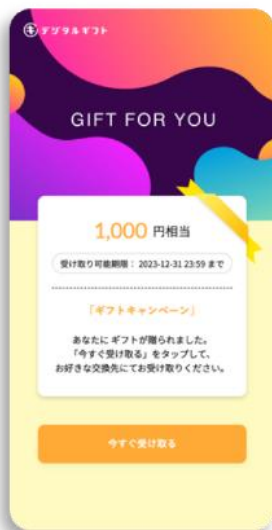 デジタルギフト
GIFT FOR YOU
1,000 円相当
受け取り可能期限：2023-12-31 23:59 まで
「ギフトキャンペーン」
あなたに ギフトが贈られました。
「今すぐ受け取る」をタップして、
お好きな交換先にてお受け取りください。
今すぐ受け取る